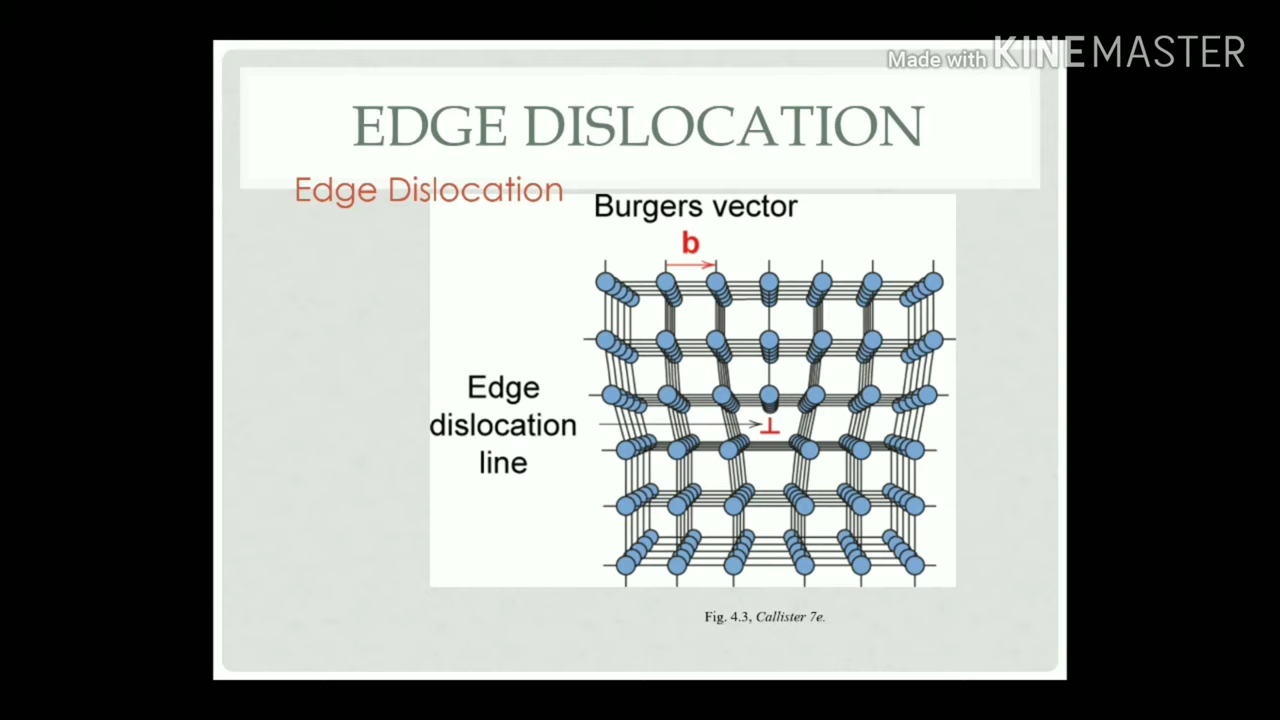 Made with KINEMASTER
EDGE DISLOCATION
Edge Dislocation
Burgers vector
b
Edge
dislocation
line
⊥
Fig. 4.3, Callister 7e.